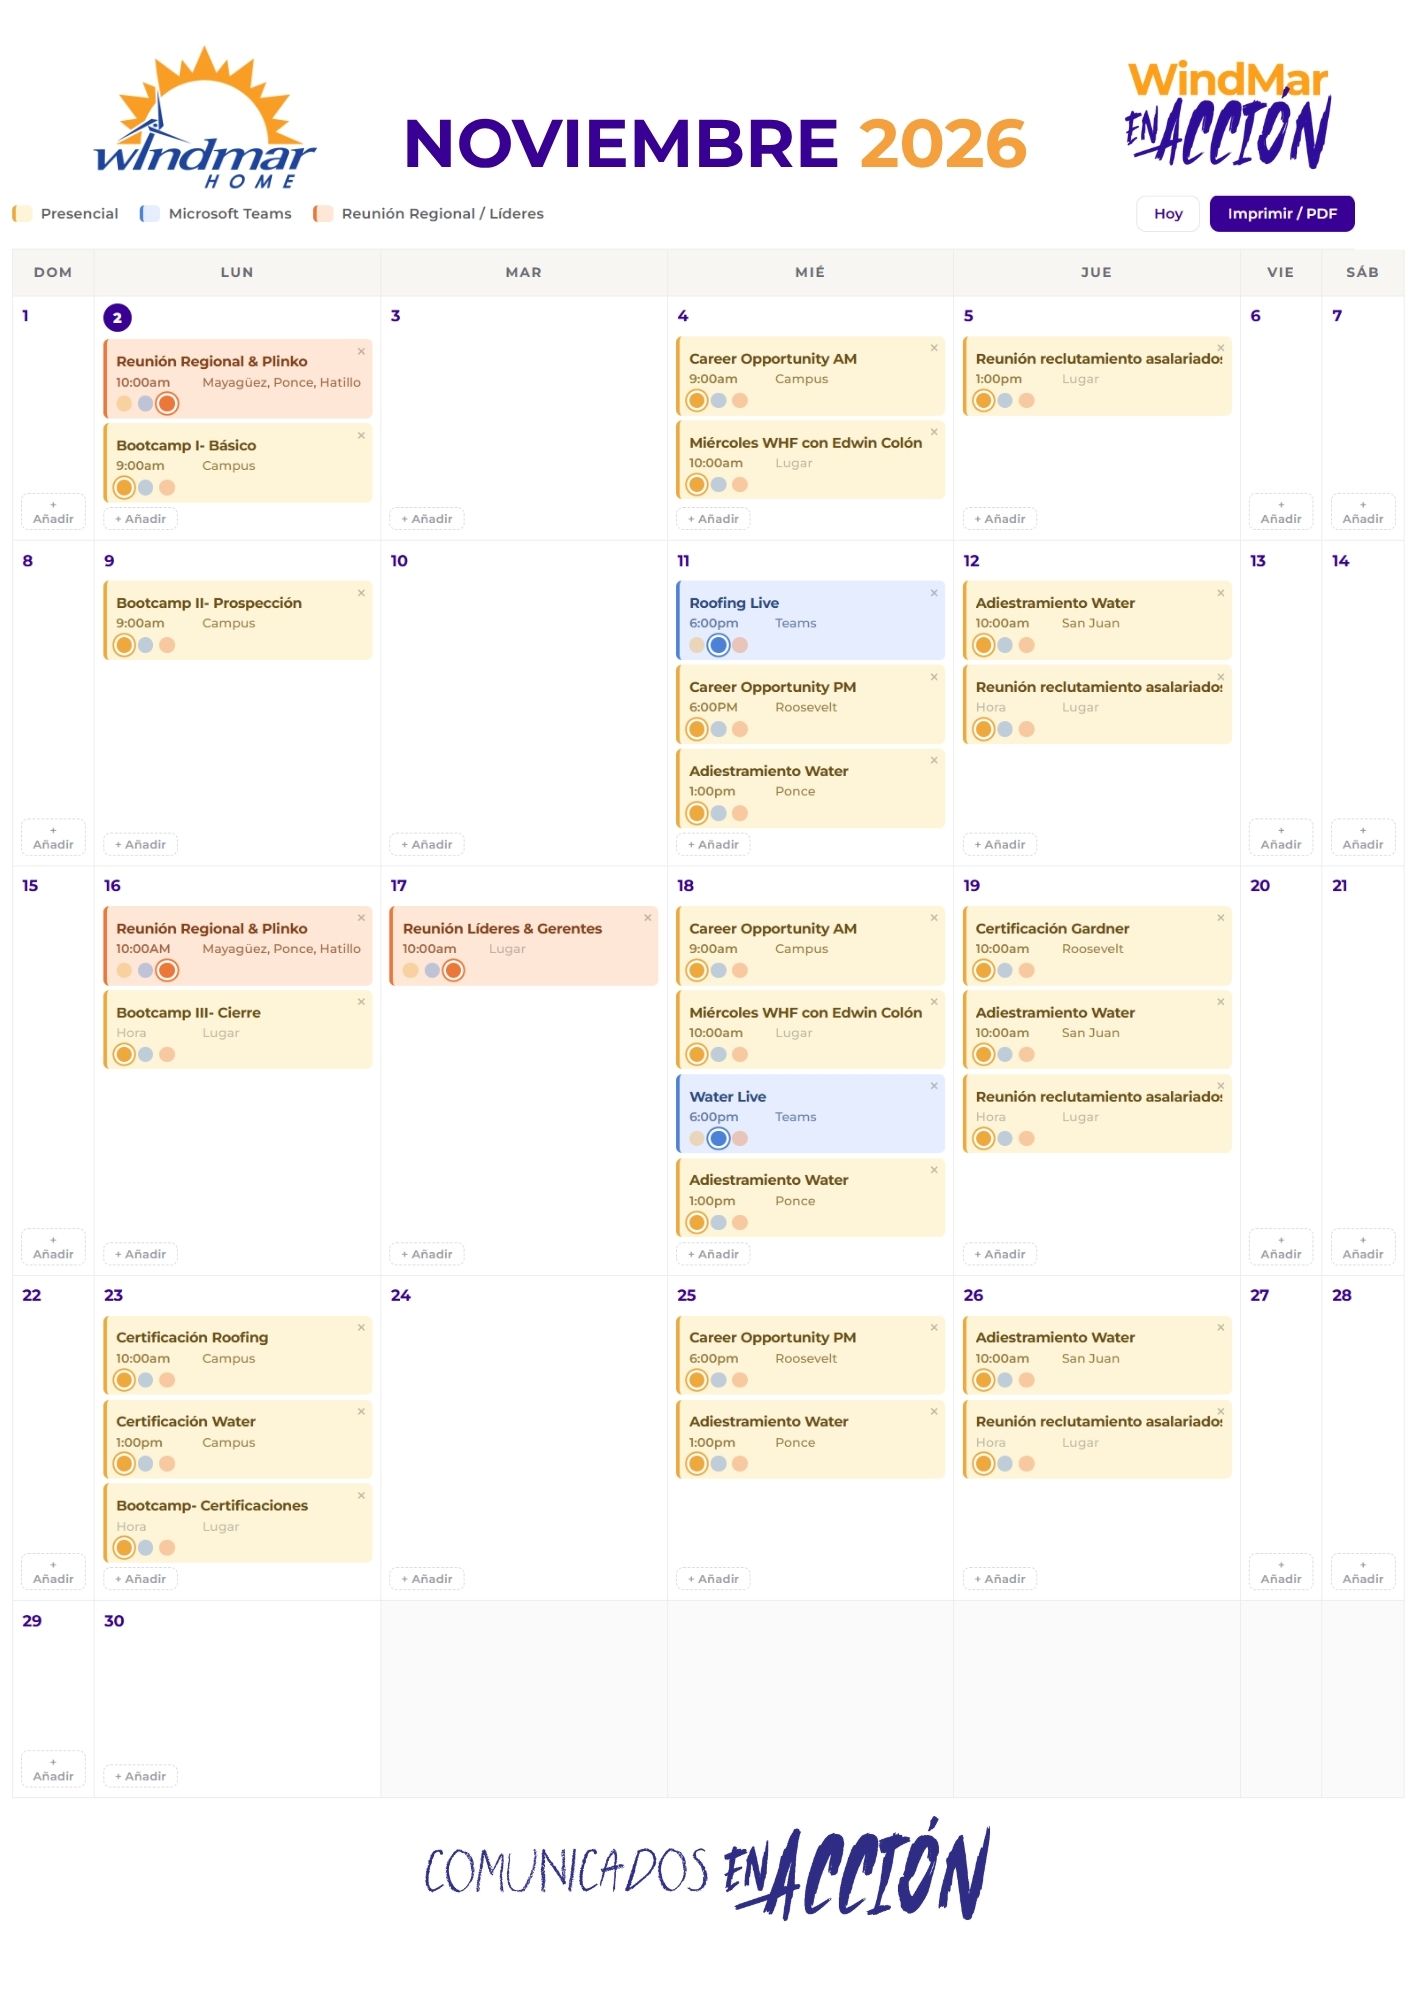 windmar
HOME
NOVIEMBRE 2026
WindMar
EN ACCIÓN
Presencial
Microsoft Teams
Reunión Regional / Líderes
Hoy
Imprimir / PDF
DOM
LUN
MAR
MIÉ
JUE
VIE
SÁB
1
+
Añadir
2
Reunión Regional & Plinko
×
10:00am Mayagüez, Ponce, Hatillo
Bootcamp I- Básico
×
9:00am Campus
+ Añadir
3
+ Añadir
4
Career Opportunity AM
×
9:00am Campus
Miércoles WHF con Edwin Colón
×
10:00am Lugar
+ Añadir
5
Reunión reclutamiento asalariados
×
1:00pm Lugar
+ Añadir
6
+
Añadir
7
+
Añadir
8
+
Añadir
9
Bootcamp II- Prospección
×
9:00am Campus
+ Añadir
10
+ Añadir
11
Roofing Live
×
6:00pm Teams
Career Opportunity PM
×
6:00PM Roosevelt
Adiestramiento Water
×
1:00pm Ponce
+ Añadir
12
Adiestramiento Water
×
10:00am San Juan
Reunión reclutamiento asalariados
×
Hora Lugar
+ Añadir
13
+
Añadir
14
+
Añadir
15
+
Añadir
16
Reunión Regional & Plinko
×
10:00AM Mayagüez, Ponce, Hatillo
Bootcamp III- Cierre
×
Hora Lugar
+ Añadir
17
Reunión Líderes & Gerentes
×
10:00am Lugar
+ Añadir
18
Career Opportunity AM
×
9:00am Campus
Miércoles WHF con Edwin Colón
×
10:00am Lugar
Water Live
×
6:00pm Teams
Adiestramiento Water
×
1:00pm Ponce
+ Añadir
19
Certificación Gardner
×
10:00am Roosevelt
Adiestramiento Water
×
10:00am San Juan
Reunión reclutamiento asalariados
×
Hora Lugar
+ Añadir
20
+
Añadir
21
+
Añadir
22
+
Añadir
23
Certificación Roofing
×
10:00am Campus
Certificación Water
×
1:00pm Campus
Bootcamp- Certificaciones
×
Hora Lugar
+ Añadir
24
+ Añadir
25
Career Opportunity PM
×
6:00pm Roosevelt
Adiestramiento Water
×
1:00pm Ponce
+ Añadir
26
Adiestramiento Water
×
10:00am San Juan
Reunión reclutamiento asalariados
×
Hora Lugar
+ Añadir
27
+
Añadir
28
+
Añadir
29
+
Añadir
30
+ Añadir
COMUNICADOS EN ACCIÓN